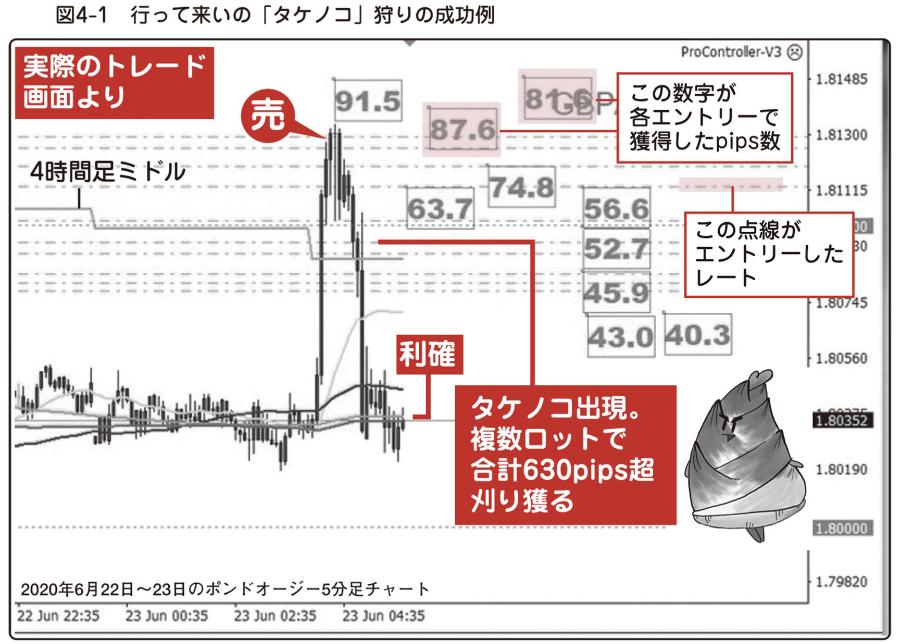 図4-1　行って来いの「タケノコ」狩りの成功例
実際のトレード
画面より
ProController-V3
売
91.5
87.6
81.6
この数字が
各エントリーで
獲得したpips数
4時間足ミドル
63.7
74.8
56.6
52.7
45.9
43.0
40.3
この点線が
エントリーした
レート
利確
タケノコ出現。
複数ロットで
合計630pips超
刈り獲る
1.81485
1.81300
1.81115
1.80745
1.80560
1.80352
1.80190
1.80000
1.79820
2020年6月22日～23日のポンドオージー5分足チャート
22 Jun 22:35
23 Jun 00:35
23 Jun 02:35
23 Jun 04:35